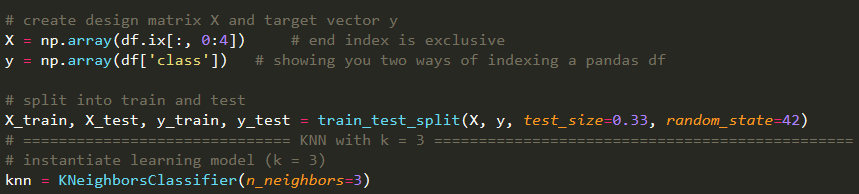 # create design matrix X and target vector y
X = np.array(df.ix[:, 0:4])     # end index is exclusive
y = np.array(df['class'])   # showing you two ways of indexing a pandas df
# split into train and test
X_train, X_test, y_train, y_test = train_test_split(X, y, test_size=0.33, random_state=42)
# ============================== KNN with k = 3 ===============================================
# instantiate learning model (k = 3)
knn = KNeighborsClassifier(n_neighbors=3)